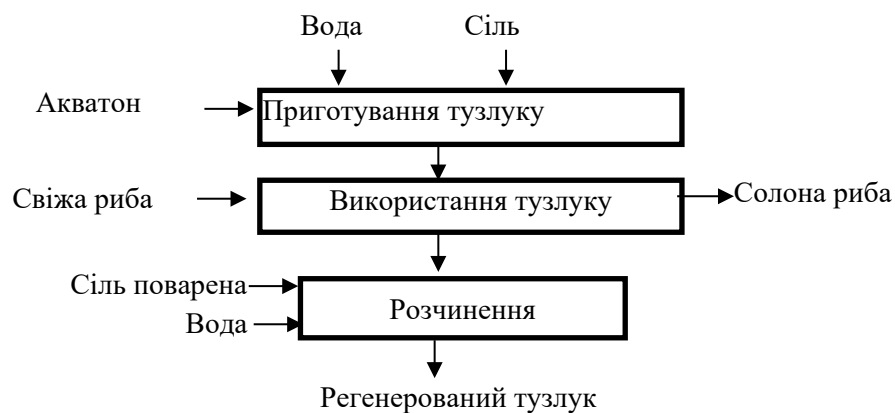 Вода Сіль
Акватон
Приготування тузлуку
Свіжа риба
Використання тузлуку
Солона риба
Сіль поварена
Вода
Розчинення
Регенерований тузлук